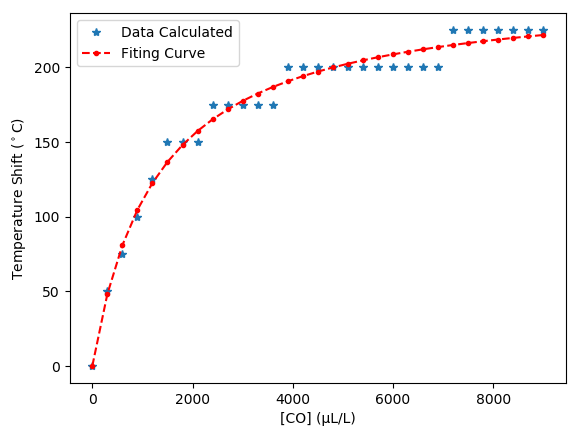 Data Calculated
Fiting Curve
200
150
100
50
0
Temperature Shift (°C)
0 2000 4000 6000 8000
[CO] (μL/L)